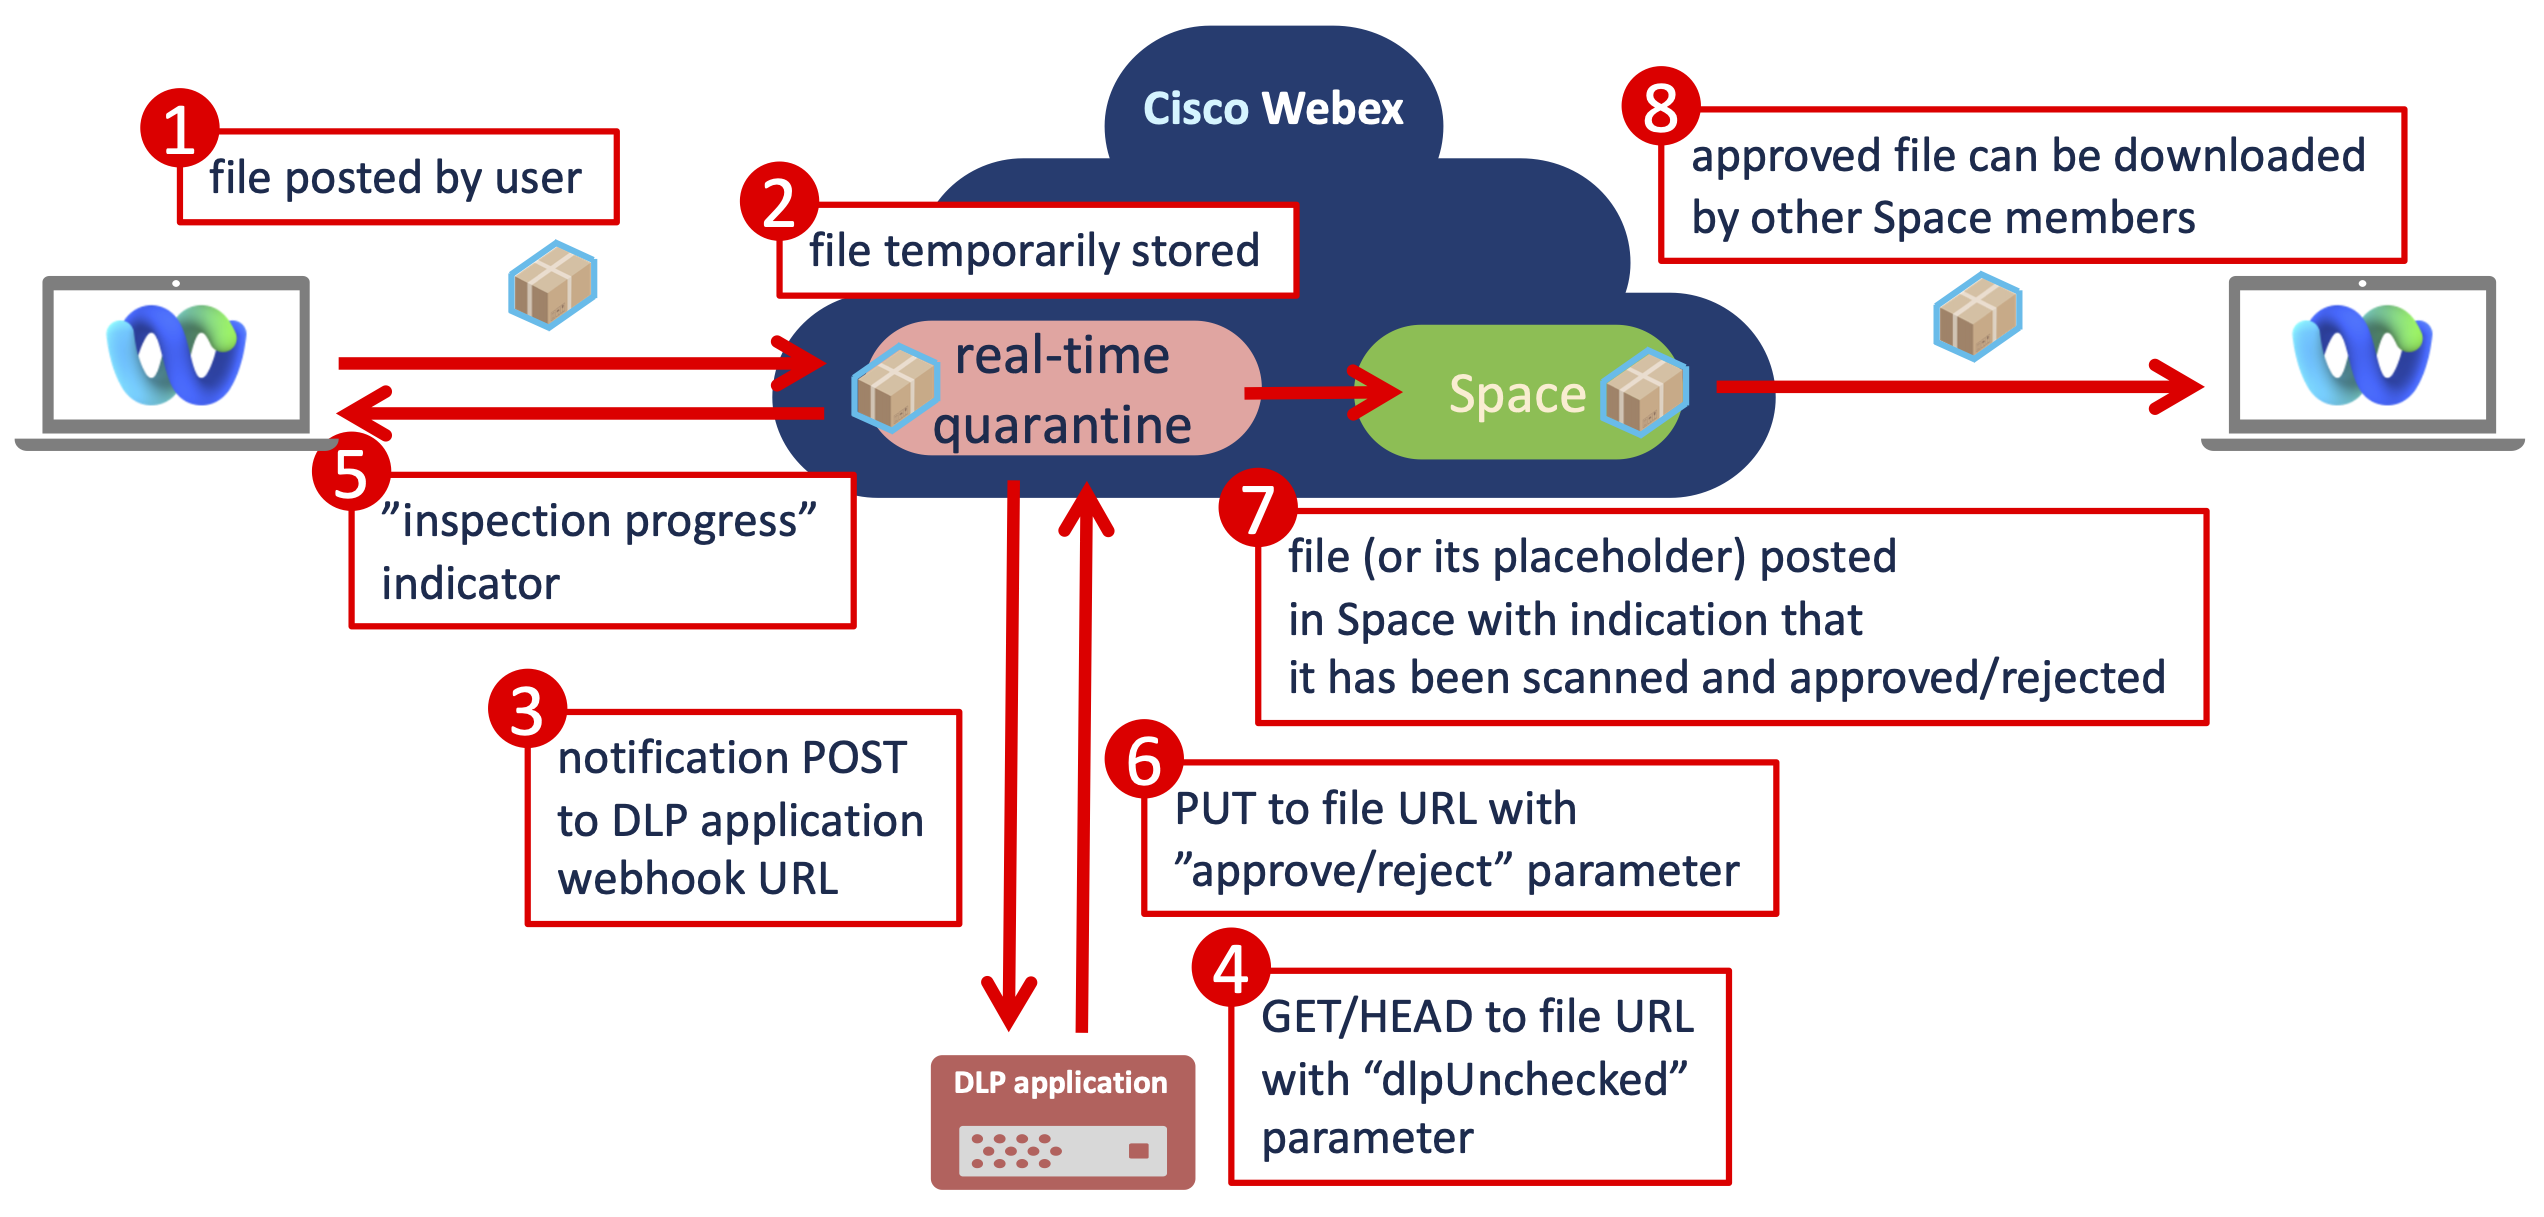 Cisco Webex
1
file posted by user
2
file temporarily stored
8
approved file can be downloaded
by other Space members
real-time
quarantine
Space
5
”inspection progress”
indicator
7
file (or its placeholder) posted
in Space with indication that
it has been scanned and approved/rejected
3
notification POST
to DLP application
webhook URL
6
PUT to file URL with
”approve/reject” parameter
4
GET/HEAD to file URL
with “dlpUnchecked”
parameter
DLP application